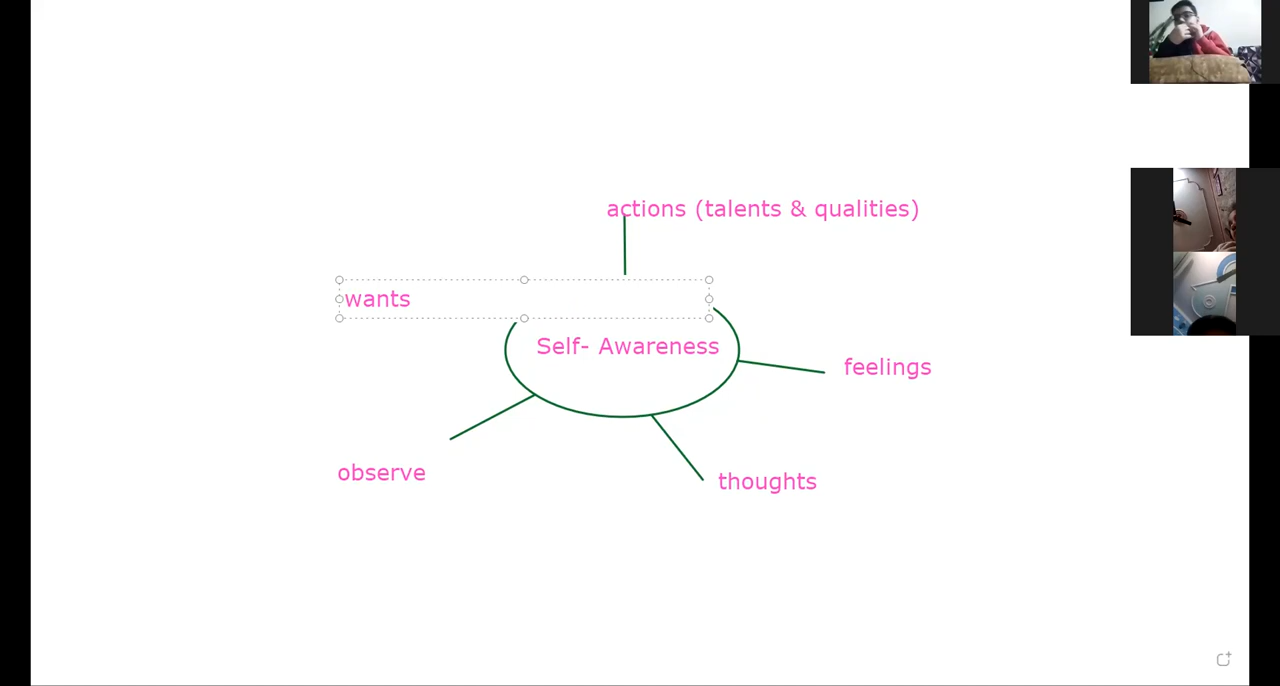 actions (talents & qualities)
wants
Self- Awareness
feelings
observe
thoughts